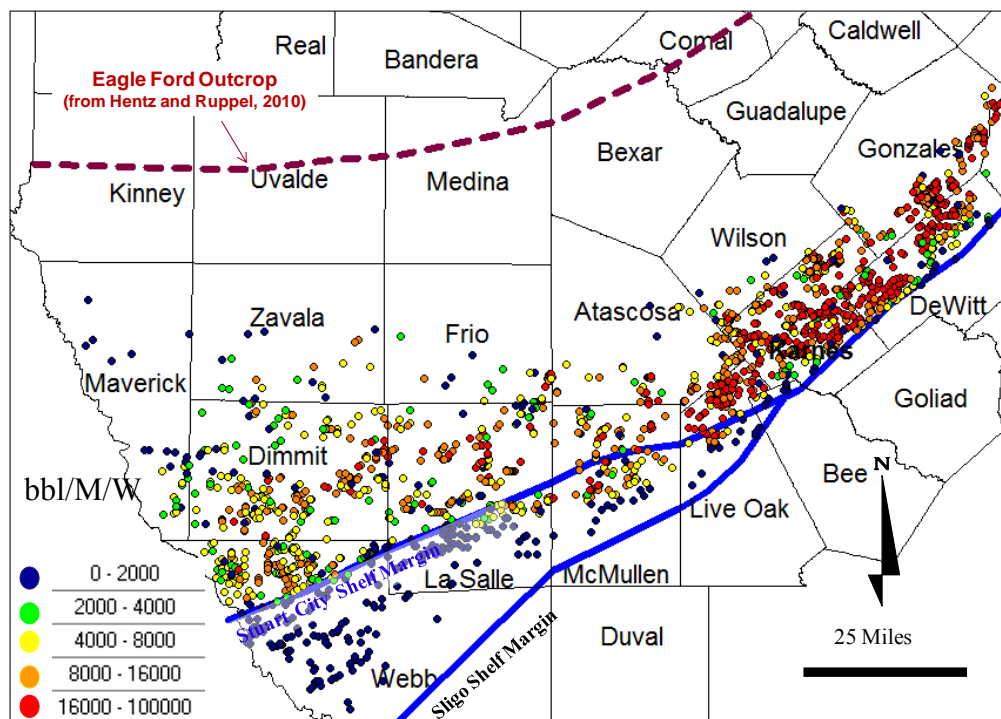 Real
Bandera
Comal
Caldwell
Eagle Ford Outcrop
(from Hentz and Ruppel, 2010)
Guadalupe
Bexar
Gonzales
Kinney
Uvalde
Medina
Wilson
Zavala
Frio
Atascosa
DeWitt
Maverick
Karnes
Goliad
Dimmit
N
Bee
bbl/M/W
Live Oak
0 - 2000
2000 - 4000
4000 - 8000
8000 - 16000
16000 - 100000
Stuart City Shelf Margin
La Salle
McMullen
Duval
25 Miles
Webb
Sligo Shelf Margin